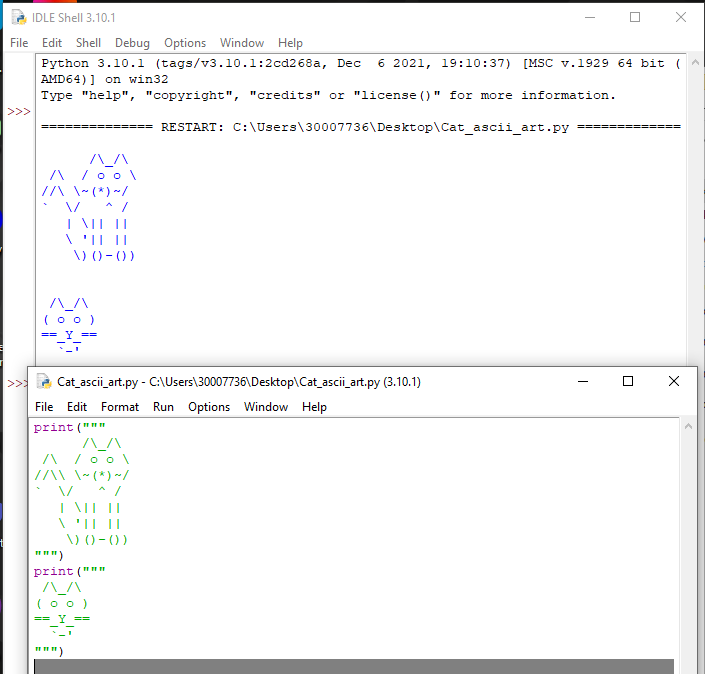 IDLE Shell 3.10.1
File Edit Shell Debug Options Window Help
Python 3.10.1 (tags/v3.10.1:2cd268a, Dec  6 2021, 19:10:37) [MSC v.1929 64 bit (
AMD64)] on win32
Type "help", "copyright", "credits" or "license()" for more information.
>>>
============== RESTART: C:\Users\30007736\Desktop\Cat_ascii_art.py =============

      /\_/\
 /\  / o o \
//\ \~(*)~/
`  \/   ^ /
   | \|| ||
   \ '|| ||
    \)()-())


 /\_/\
( o o )
==_Y_==
  `-'
>>>
Cat_ascii_art.py - C:\Users\30007736\Desktop\Cat_ascii_art.py (3.10.1)
File Edit Format Run Options Window Help
print("""
      /\_/\
 /\  / o o \
//\\ \~(*)~/
`  \/   ^ /
   | \|| ||
   \ '|| ||
    \)()-())
""")
print("""
 /\_/\
( o o )
==_Y_==
  `-'
""")